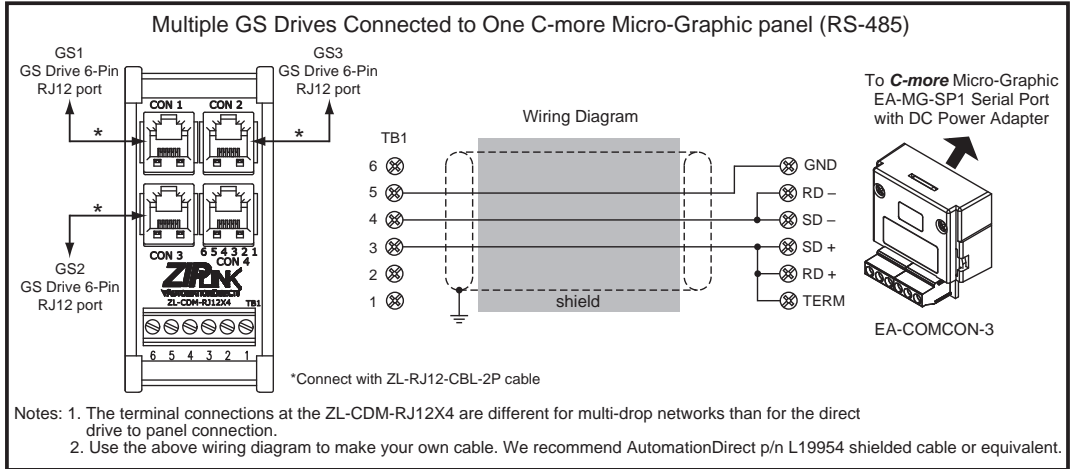 Multiple GS Drives Connected to One C-more Micro-Graphic panel (RS-485)
GS1
GS Drive 6-Pin
RJ12 port
GS3
GS Drive 6-Pin
RJ12 port
CON 1
CON 2
*
*
*
GS2
GS Drive 6-Pin
RJ12 port
CON 3
6 5 4 3 2 1
CON 4
ZIPLINK
AUTOMATIONDIRECT
ZL-CDM-RJ12X4
TB1
6 5 4 3 2 1
Wiring Diagram
TB1
6
5
4
3
2
1
shield
GND
RD –
SD –
SD +
RD +
TERM
To C-more Micro-Graphic
EA-MG-SP1 Serial Port
with DC Power Adapter
EA-COMCON-3
*Connect with ZL-RJ12-CBL-2P cable
Notes: 1. The terminal connections at the ZL-CDM-RJ12X4 are different for multi-drop networks than for the direct
drive to panel connection.
2. Use the above wiring diagram to make your own cable. We recommend AutomationDirect p/n L19954 shielded cable or equivalent.